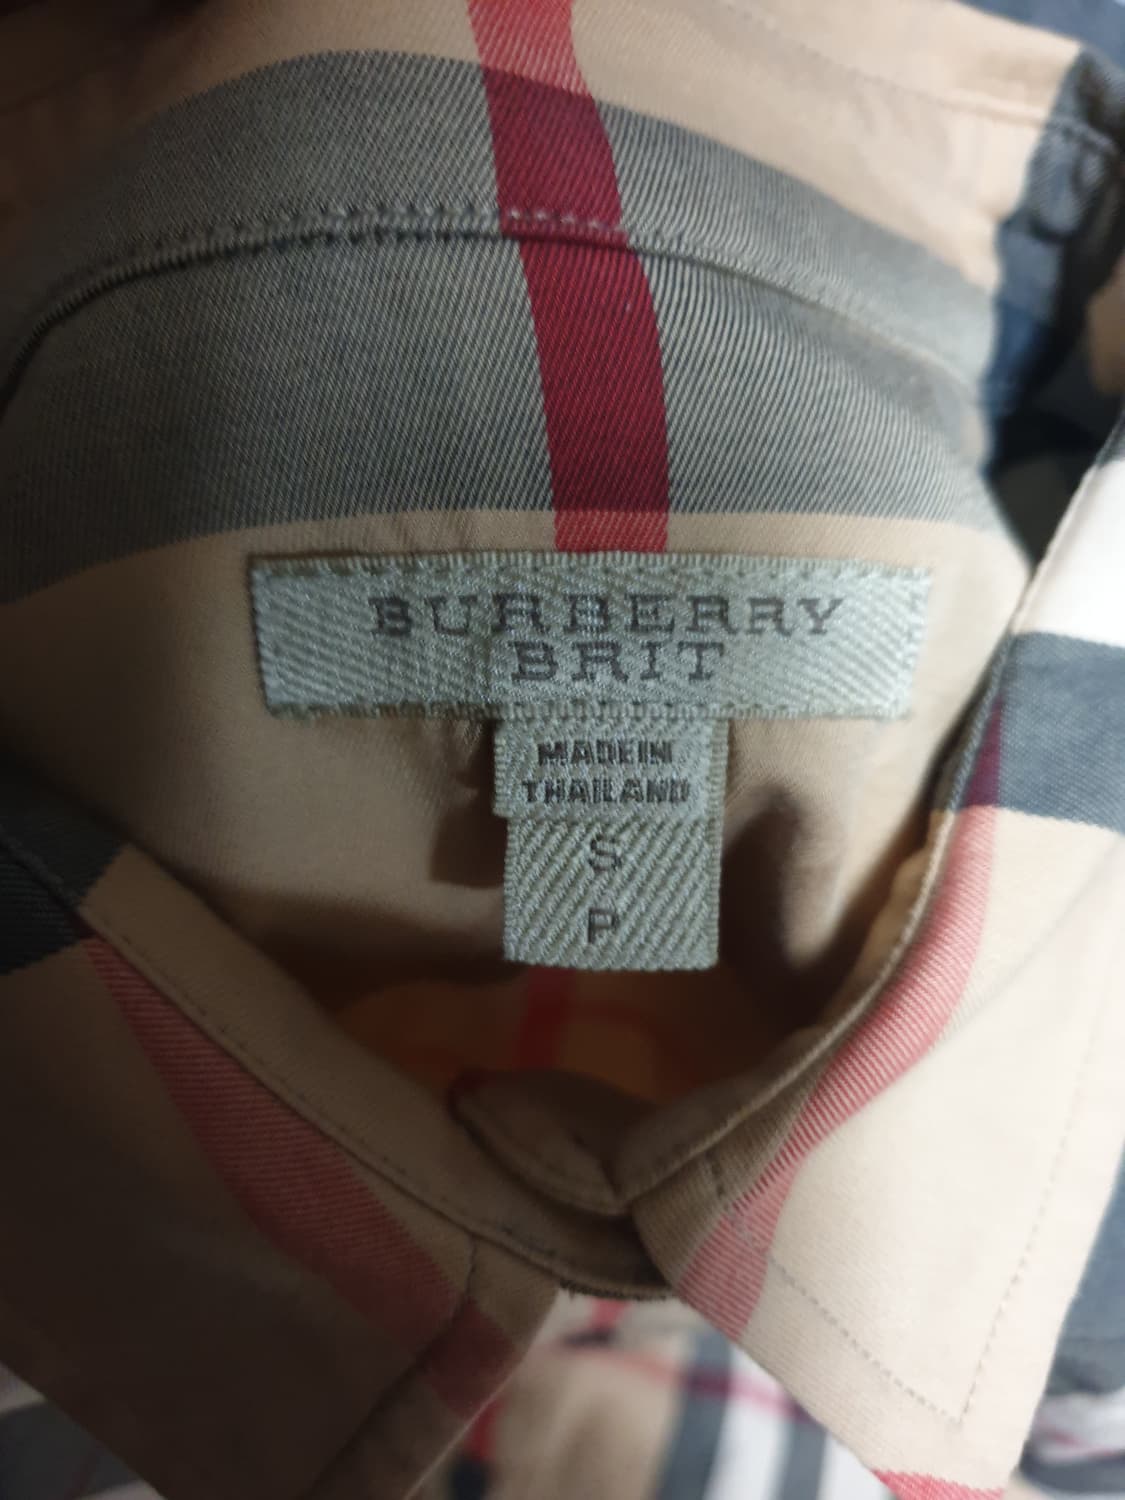 BURBERRY
BRIT
MADE IN
THAILAND
S
P